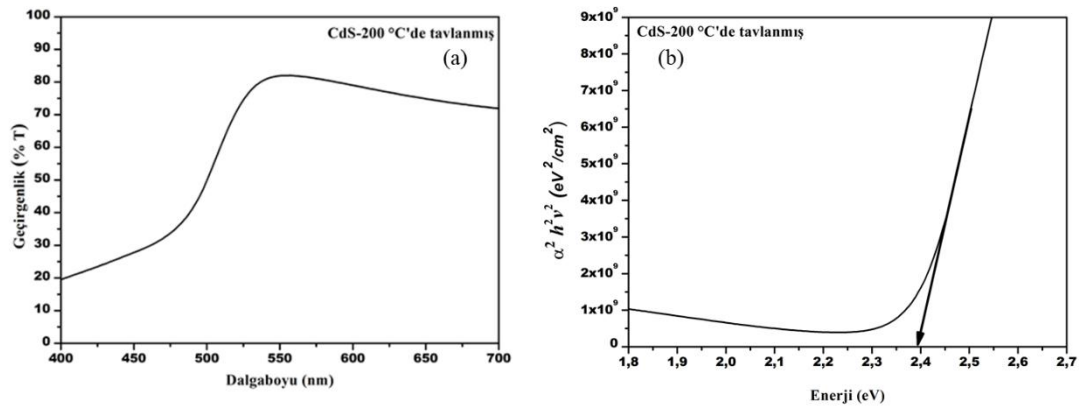 CdS-200 °C'de tavlanmış
(a)
Geçirgenlik (% T)
100
90
80
70
60
50
40
30
20
10
0
400 450 500 550 600 650 700
Dalgaboyu (nm)
CdS-200 °C'de tavlanmış
(b)
α² h²ν² (eV²/cm²)
9x10⁹
8x10⁹
7x10⁹
6x10⁹
5x10⁹
4x10⁹
3x10⁹
2x10⁹
1x10⁹
0
1,8 1,9 2,0 2,1 2,2 2,3 2,4 2,5 2,6 2,7
Enerji (eV)